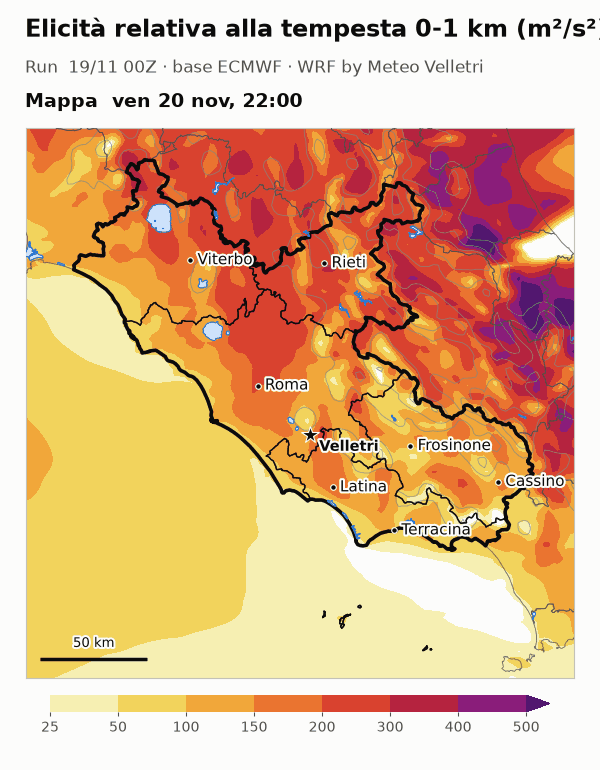 Elicità relativa alla tempesta 0-1 km (m²/s²)
Run  19/11 00Z · base ECMWF · WRF by Meteo Velletri
Mappa  ven 20 nov, 22:00
Viterbo
Rieti
Roma
Velletri
Frosinone
Latina
Cassino
Terracina
50 km
25 50 100 150 200 300 400 500